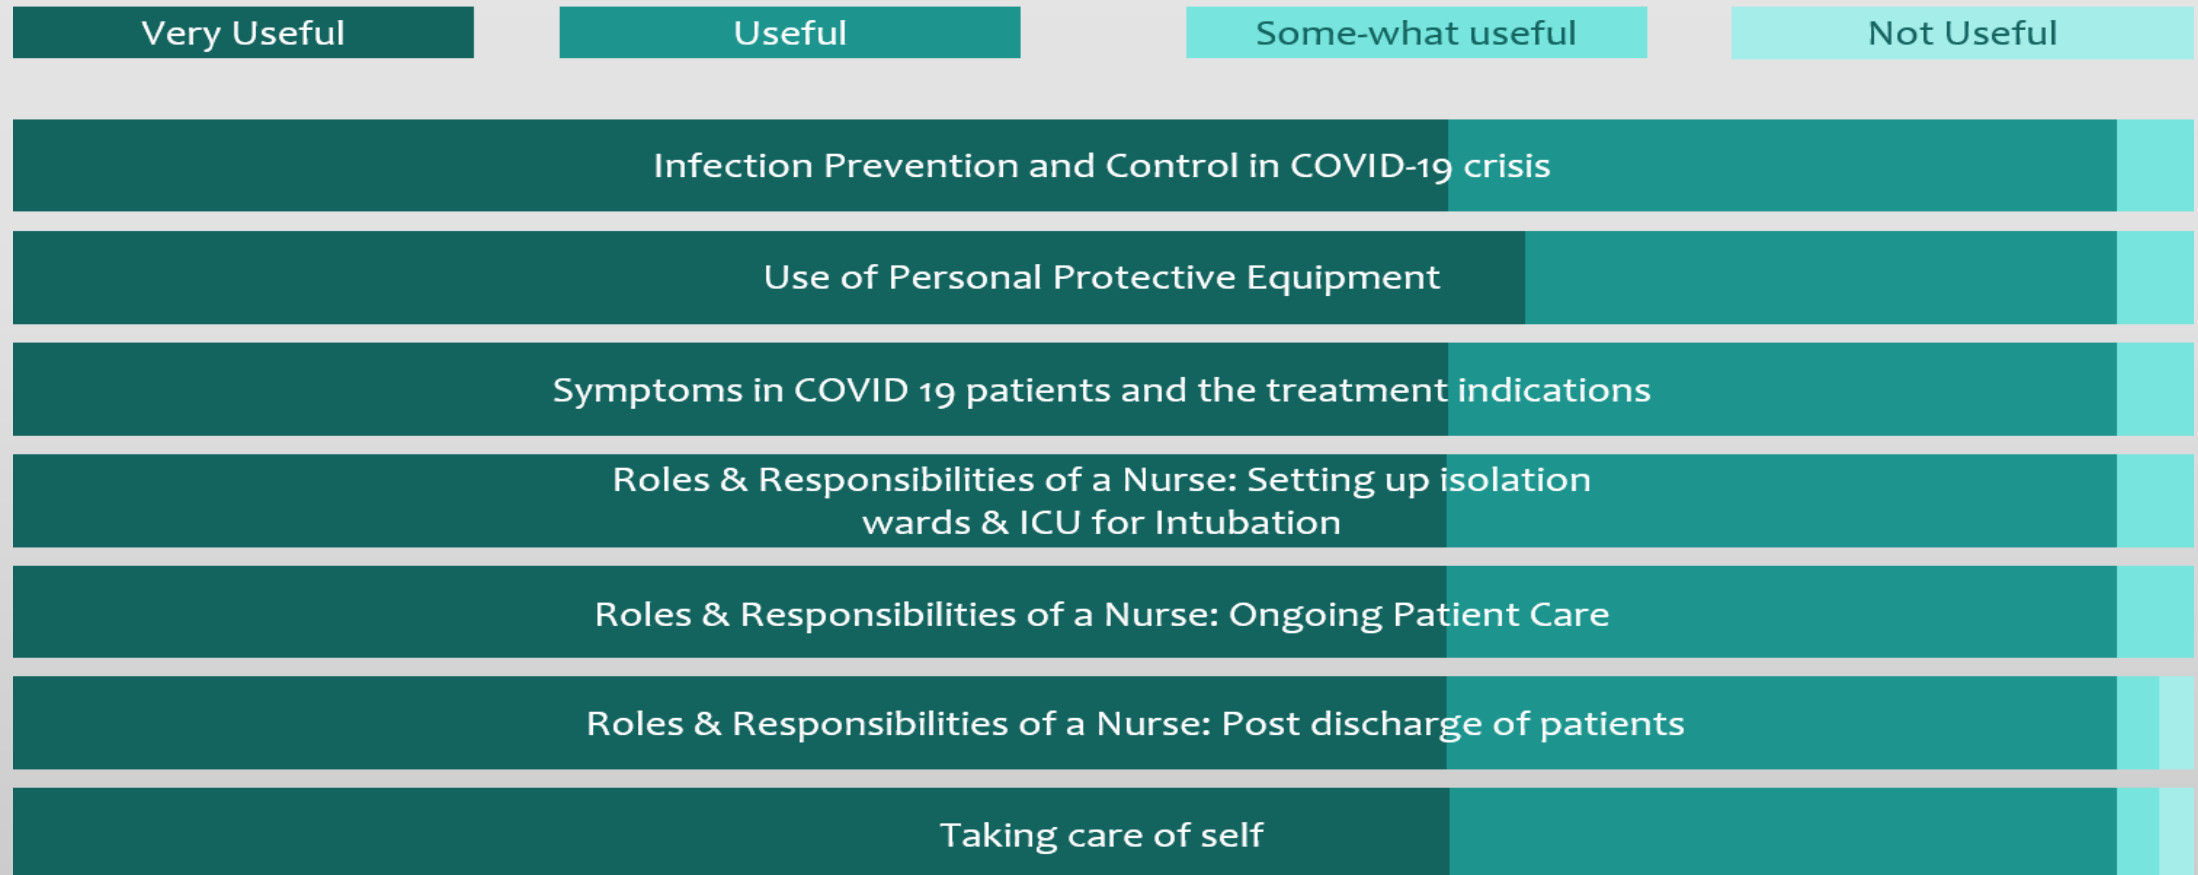 Very Useful
Useful
Some-what useful
Not Useful
Infection Prevention and Control in COVID-19 crisis
Use of Personal Protective Equipment
Symptoms in COVID 19 patients and the treatment indications
Roles & Responsibilities of a Nurse: Setting up isolation
wards & ICU for Intubation
Roles & Responsibilities of a Nurse: Ongoing Patient Care
Roles & Responsibilities of a Nurse: Post discharge of patients
Taking care of self